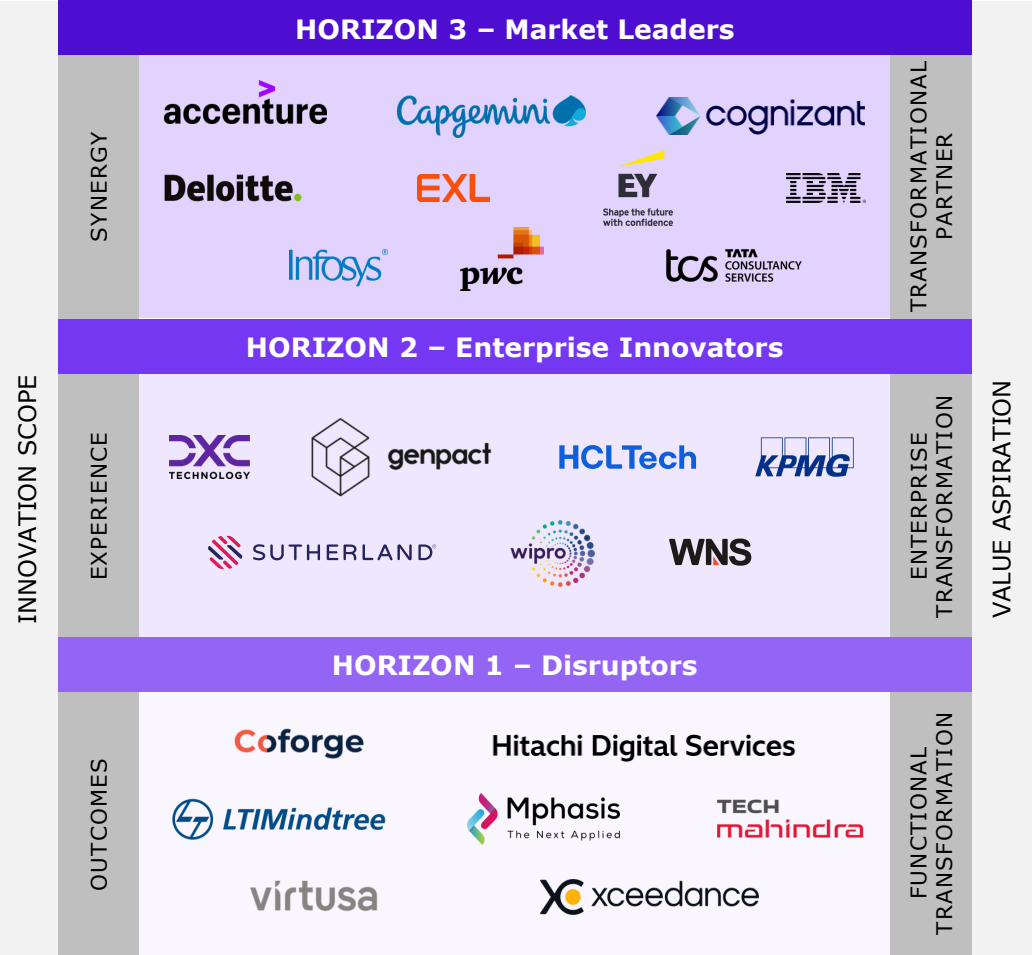 HORIZON 3 – Market Leaders
INNOVATION SCOPE
VALUE ASPIRATION
SYNERGY
TRANSFORMATIONAL
PARTNER
accenture
Capgemini
cognizant
Deloitte.
EXL
EY
Shape the future
with confidence
IBM®
Infosys®
pwc
tcs
TATA
CONSULTANCY
SERVICES
HORIZON 2 – Enterprise Innovators
EXPERIENCE
ENTERPRISE
TRANSFORMATION
DXC
TECHNOLOGY
genpact
HCLTech
KPMG
SUTHERLAND®
wipro
WNS
HORIZON 1 – Disruptors
OUTCOMES
FUNCTIONAL
TRANSFORMATION
Coforge
Hitachi Digital Services
LTIMindtree
Mphasis
The Next Applied
TECH
mahindra
virtusa
xceedance